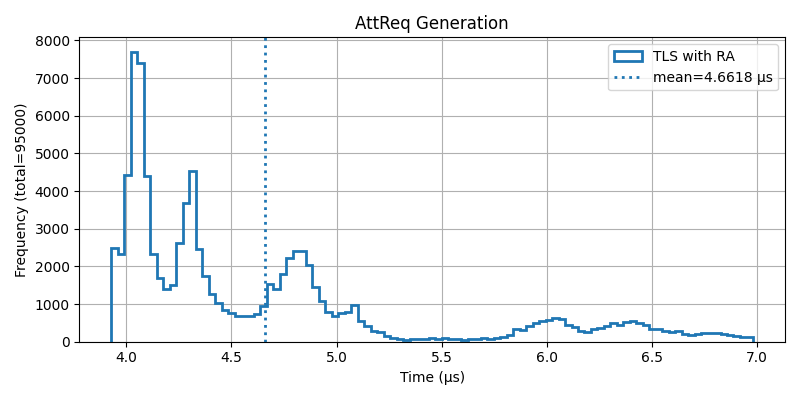 AttReq Generation
TLS with RA
mean=4.6618 µs
Frequency (total=95000)
8000
7000
6000
5000
4000
3000
2000
1000
0
4.0 4.5 5.0 5.5 6.0 6.5 7.0
Time (µs)